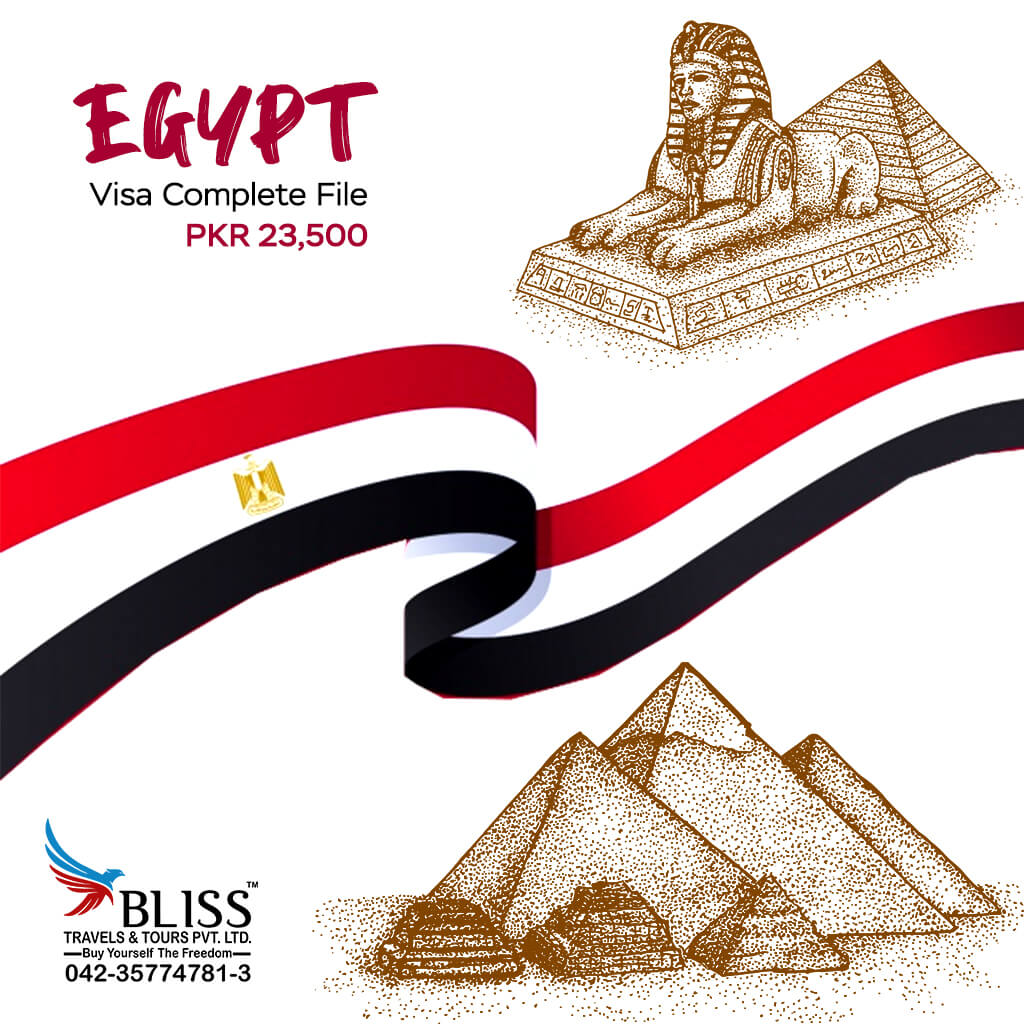 EGYPT
Visa Complete File
PKR 23,500
BLISS™
TRAVELS & TOURS PVT. LTD.
Buy Yourself The Freedom
042-35774781-3